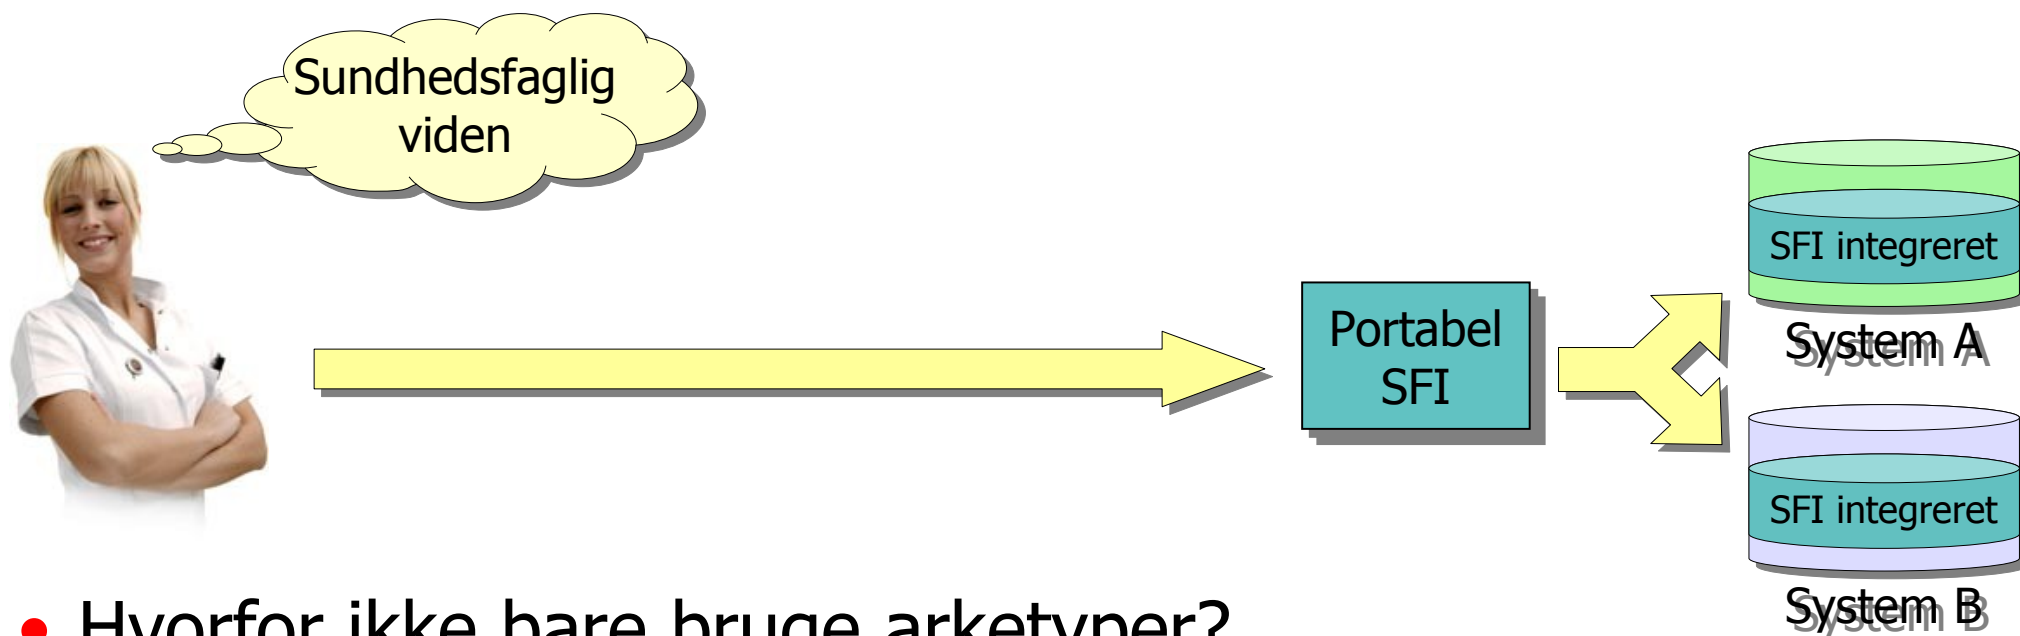 Sundhedsfaglig
viden
SFI integreret
System A
Portabel
SFI
SFI integreret
System B
• Hvorfor ikke bare bruge arketyper?